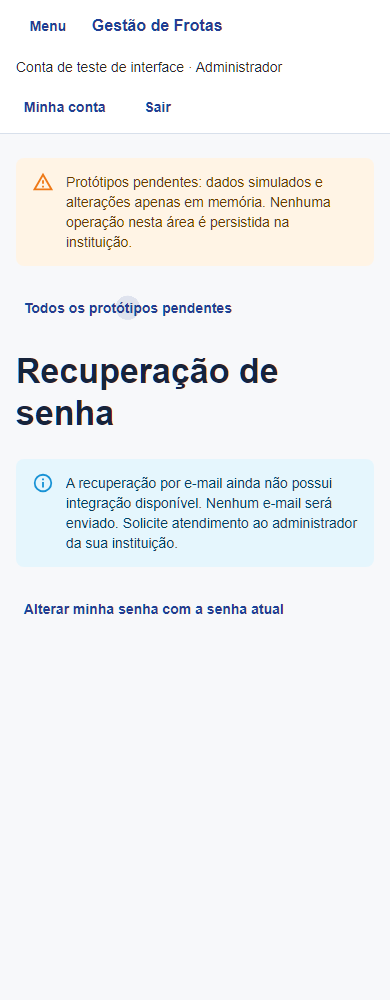 Menu Gestão de Frotas
Conta de teste de interface · Administrador
Minha conta Sair
Protótipos pendentes: dados simulados e
alterações apenas em memória. Nenhuma
operação nesta área é persistida na
instituição.
Todos os protótipos pendentes
Recuperação de
senha
A recuperação por e-mail ainda não possui
integração disponível. Nenhum e-mail será
enviado. Solicite atendimento ao administrador
da sua instituição.
Alterar minha senha com a senha atual